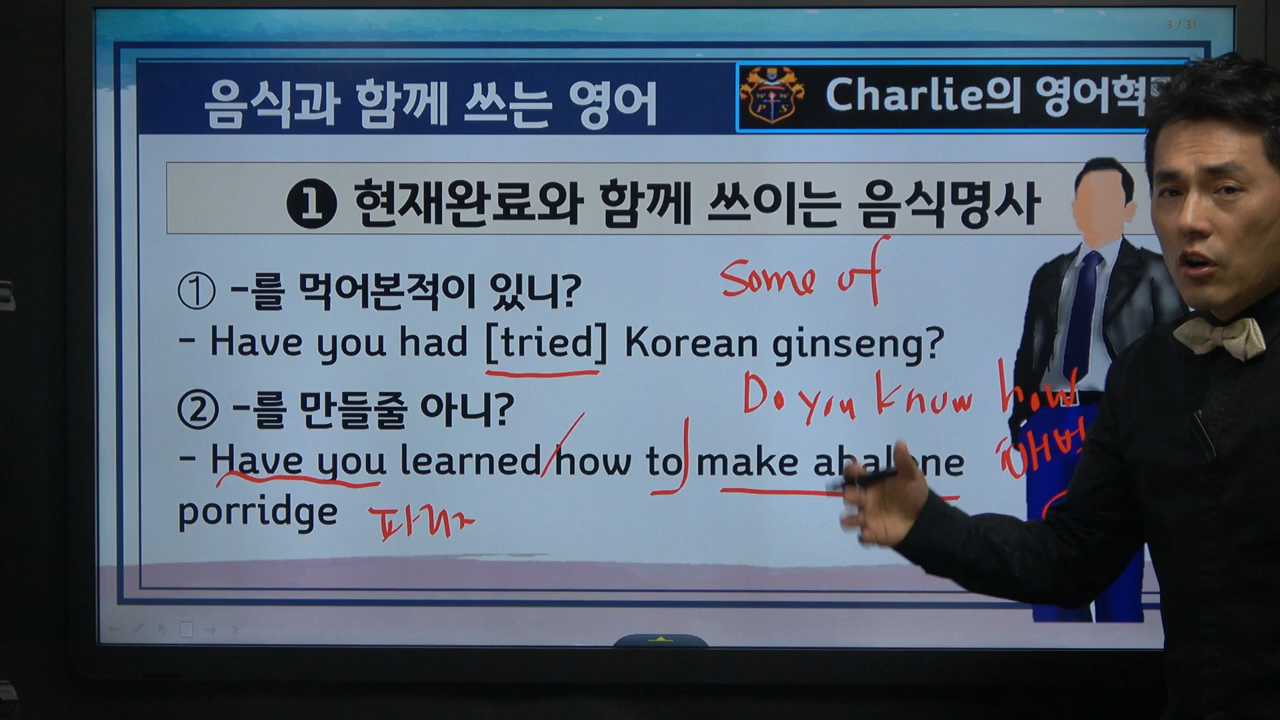 3 / 31
음식과 함께 쓰는 영어
Charlie의 영어혁
W W
P S
❶ 현재완료와 함께 쓰이는 음식명사
some of
① -를 먹어본적이 있니?
- Have you had [tried] Korean ginseng?
Do you know how
② -를 만들줄 아니?
- Have you learned how to make abalone
porridge